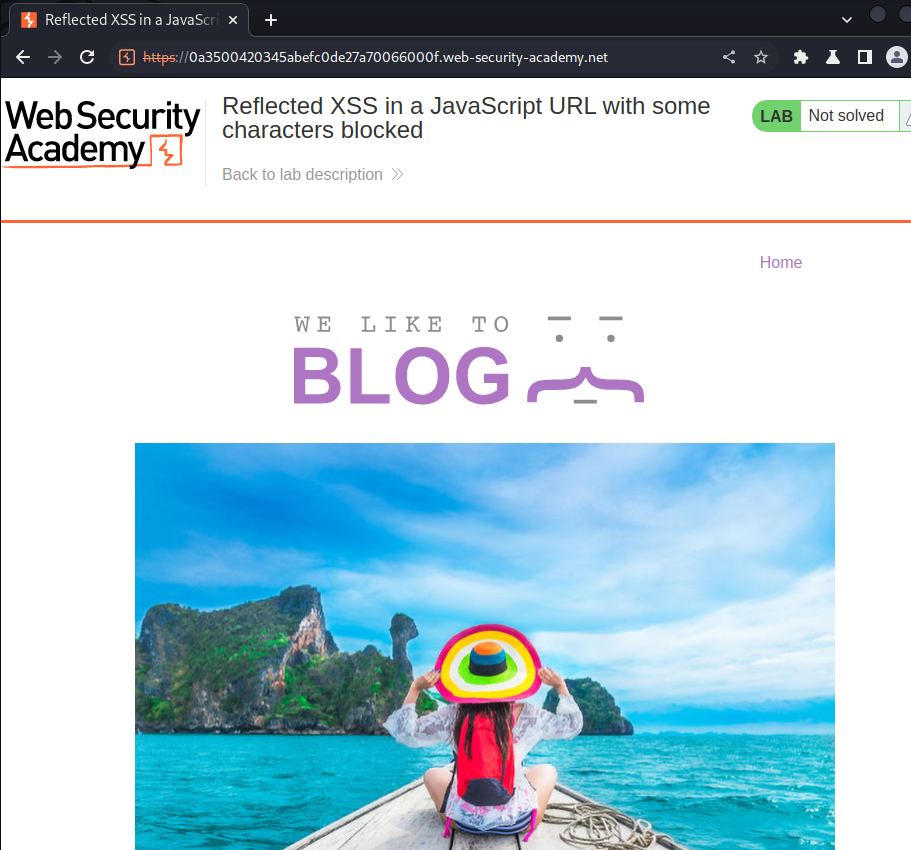 Reflected XSS in a JavaScri
https://0a3500420345abefc0de27a70066000f.web-security-academy.net
Web Security
Academy
Reflected XSS in a JavaScript URL with some
characters blocked
LAB
Not solved
Back to lab description
Home
WE LIKE TO
BLOG